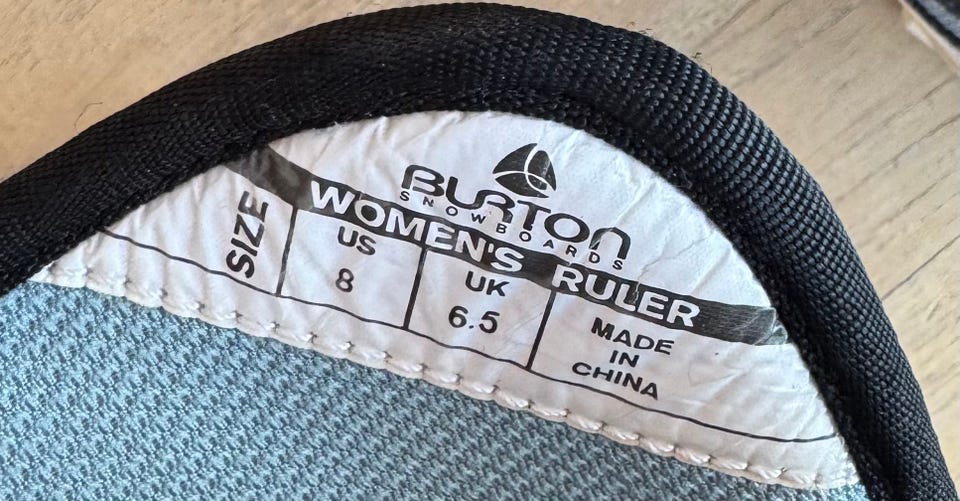 BURTON
SNOWBOARDS
WOMEN'S RULER
SIZE
US
8
UK
6.5
MADE
IN
CHINA